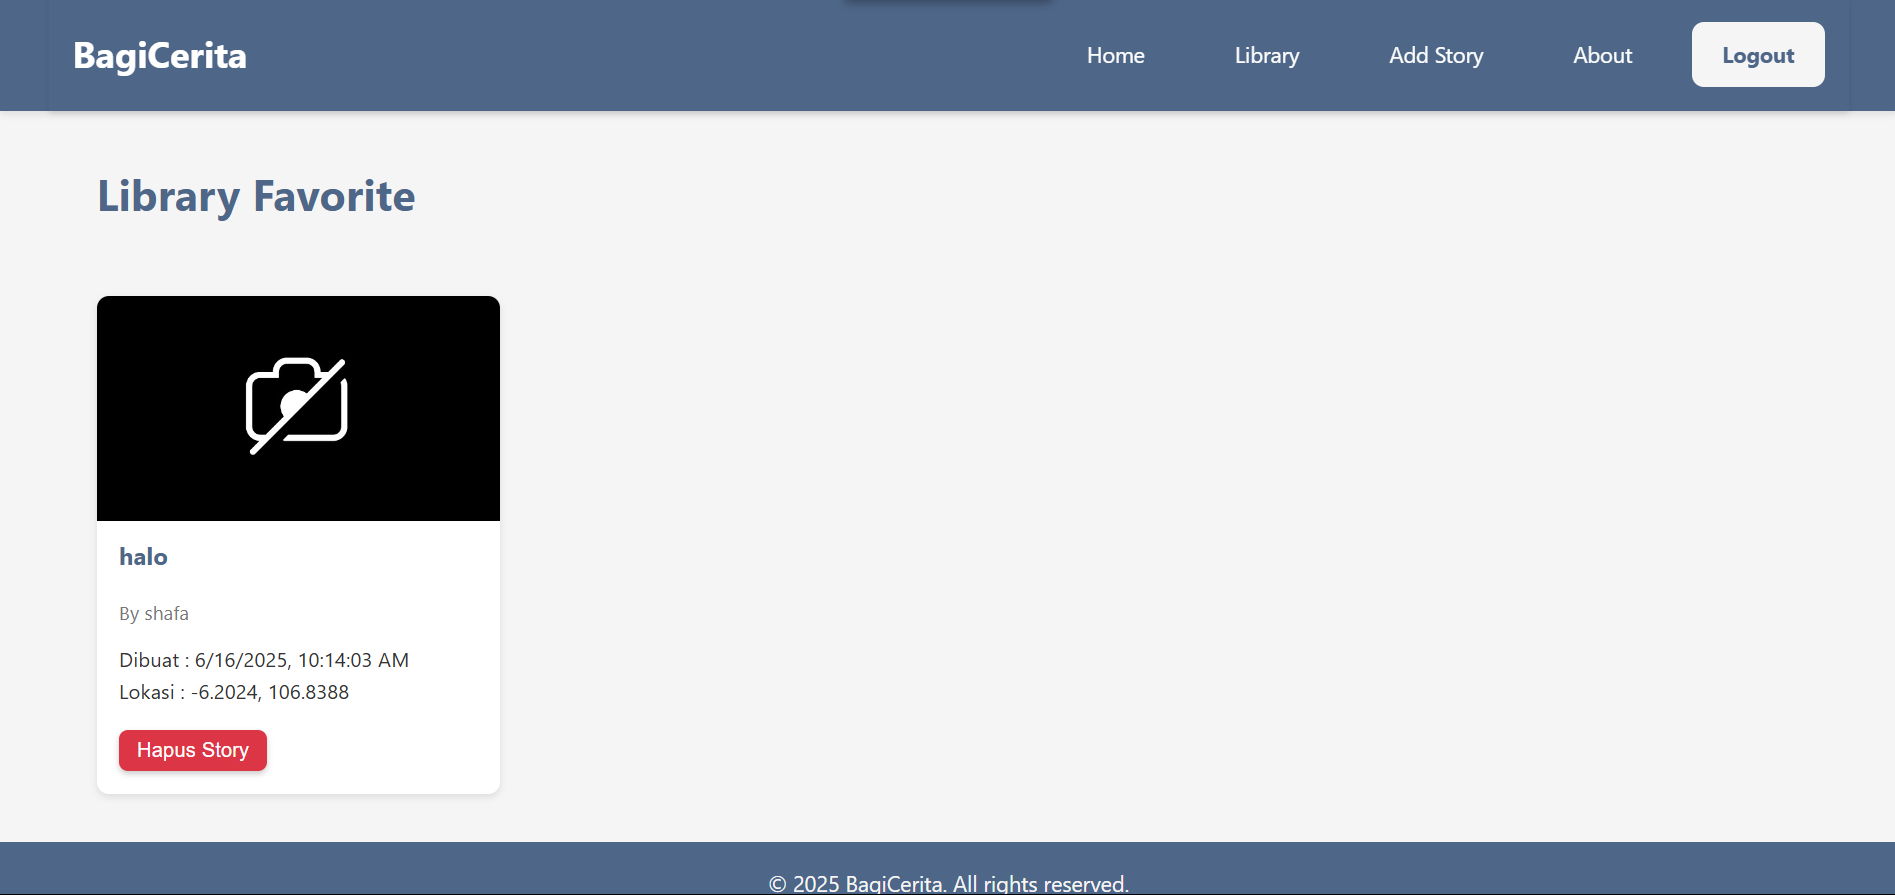 BagiCerita
Home
Library
Add Story
About
Logout
Library Favorite
halo
By shafa
Dibuat : 6/16/2025, 10:14:03 AM
Lokasi : -6.2024, 106.8388
Hapus Story
© 2025 BagiCerita. All rights reserved.